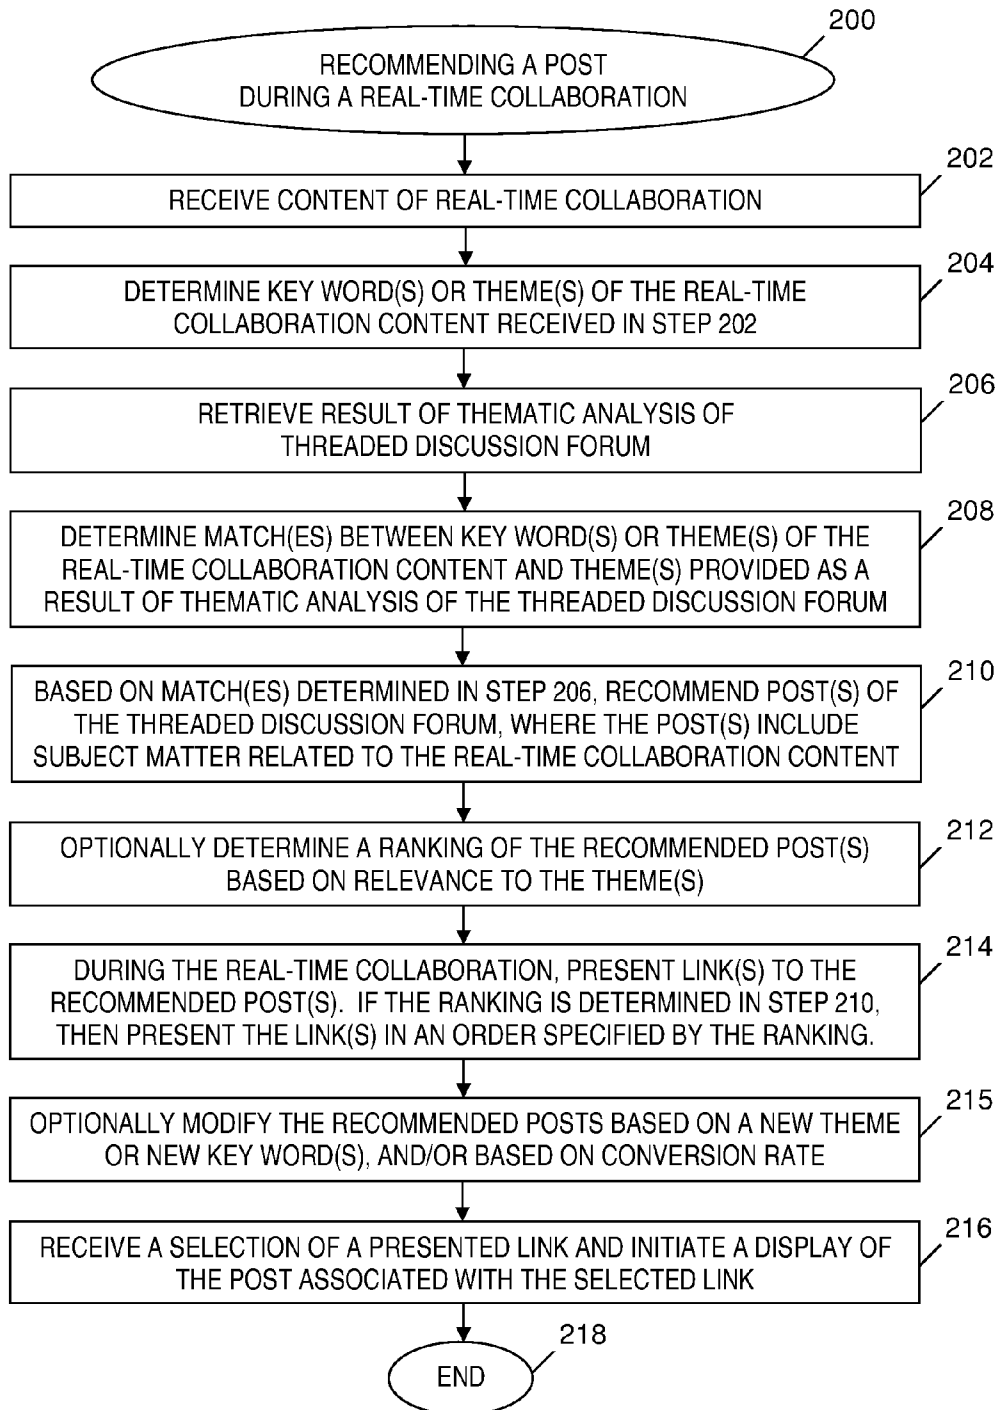 200
RECOMMENDING A POST
DURING A REAL-TIME COLLABORATION
202
RECEIVE CONTENT OF REAL-TIME COLLABORATION
204
DETERMINE KEY WORD(S) OR THEME(S) OF THE REAL-TIME
COLLABORATION CONTENT RECEIVED IN STEP 202
206
RETRIEVE RESULT OF THEMATIC ANALYSIS OF
THREADED DISCUSSION FORUM
208
DETERMINE MATCH(ES) BETWEEN KEY WORD(S) OR THEME(S) OF THE
REAL-TIME COLLABORATION CONTENT AND THEME(S) PROVIDED AS A
RESULT OF THEMATIC ANALYSIS OF THE THREADED DISCUSSION FORUM
210
BASED ON MATCH(ES) DETERMINED IN STEP 206, RECOMMEND POST(S) OF
THE THREADED DISCUSSION FORUM, WHERE THE POST(S) INCLUDE
SUBJECT MATTER RELATED TO THE REAL-TIME COLLABORATION CONTENT
212
OPTIONALLY DETERMINE A RANKING OF THE RECOMMENDED POST(S)
BASED ON RELEVANCE TO THE THEME(S)
214
DURING THE REAL-TIME COLLABORATION, PRESENT LINK(S) TO THE
RECOMMENDED POST(S). IF THE RANKING IS DETERMINED IN STEP 210,
THEN PRESENT THE LINK(S) IN AN ORDER SPECIFIED BY THE RANKING.
215
OPTIONALLY MODIFY THE RECOMMENDED POSTS BASED ON A NEW THEME
OR NEW KEY WORD(S), AND/OR BASED ON CONVERSION RATE
216
RECEIVE A SELECTION OF A PRESENTED LINK AND INITIATE A DISPLAY OF
THE POST ASSOCIATED WITH THE SELECTED LINK
218
END